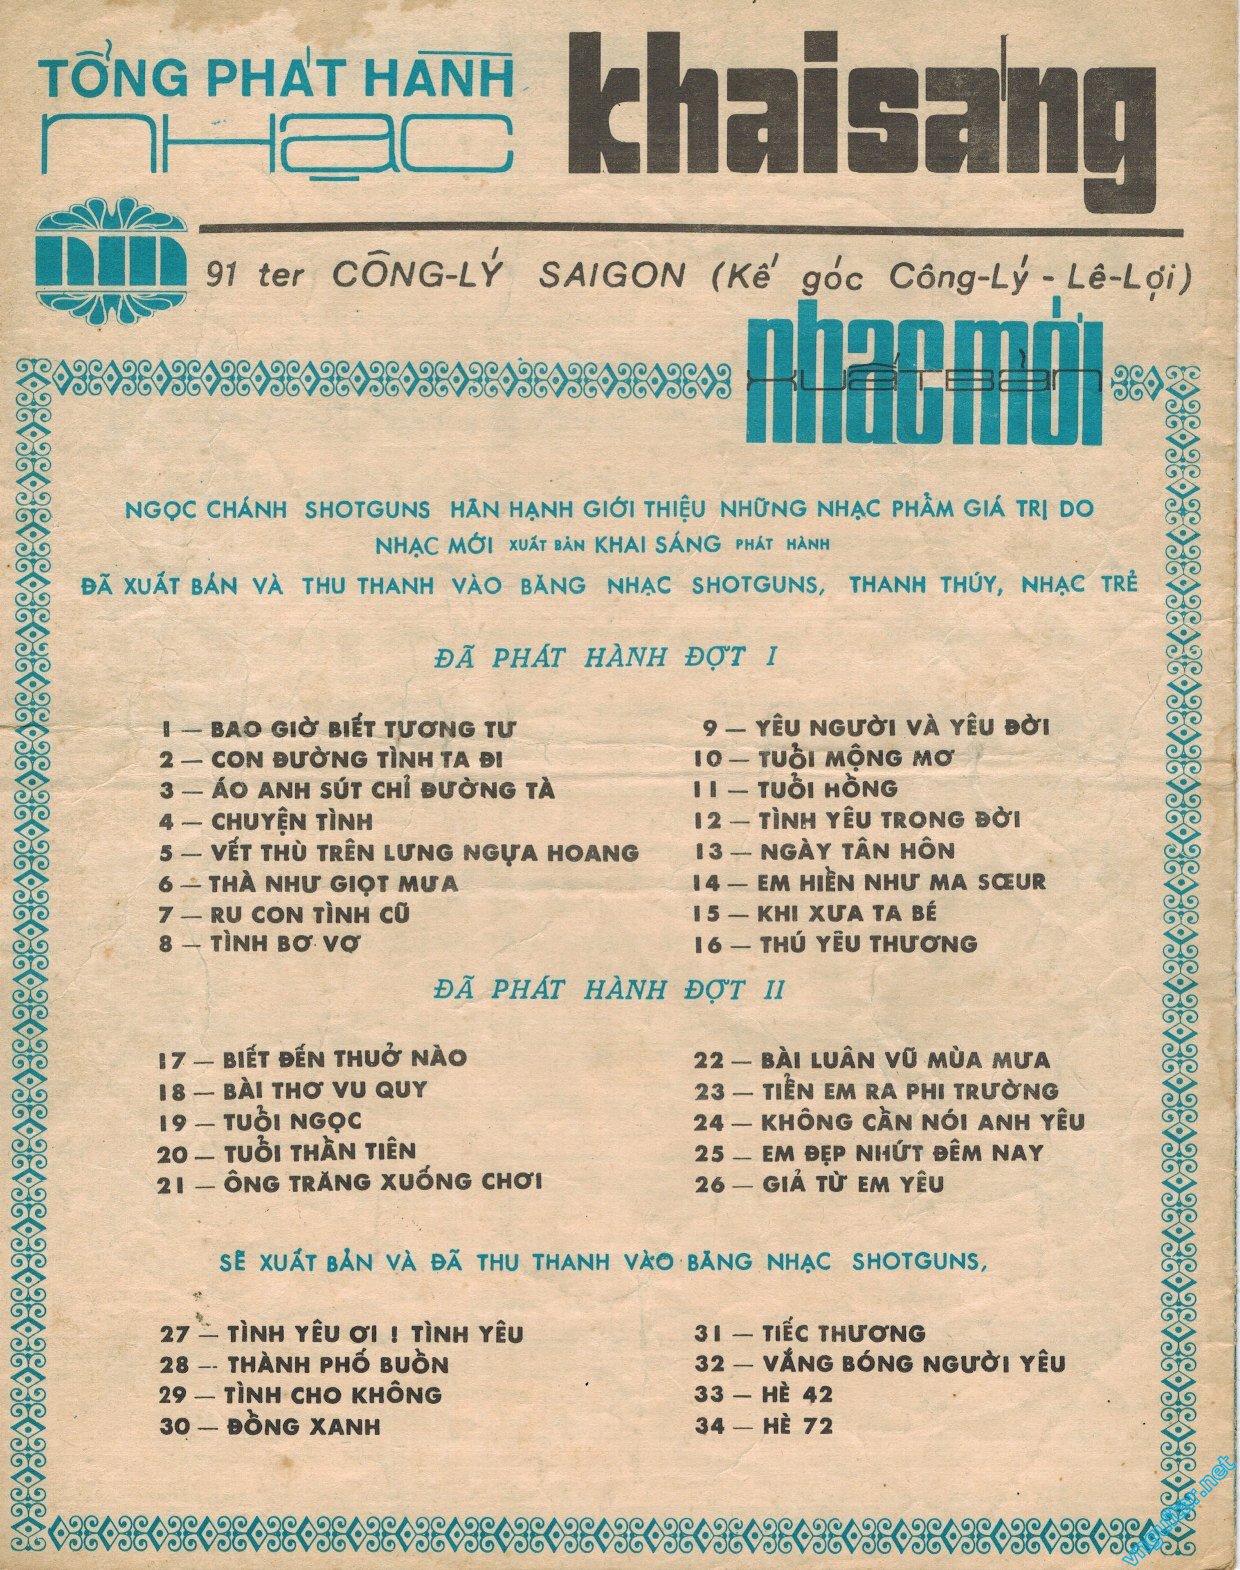 TỔNG PHÁT HÀNH
NHẠC
khaisáng
91 ter CÔNG-LÝ SAIGON (Kế góc Công-Lý - Lê-Lợi)
nhạc mới
XUẤT BẢN
NGỌC CHÁNH SHOTGUNS HÃN HẠNH GIỚI THIỆU NHỮNG NHẠC PHẨM GIÁ TRỊ DO
NHẠC MỚI XUẤT BẢN KHAI SÁNG PHÁT HÀNH
ĐÃ XUẤT BẢN VÀ THU THANH VÀO BĂNG NHẠC SHOTGUNS, THANH THÚY, NHẠC TRẺ
ĐÃ PHÁT HÀNH ĐỢT I
1 — BAO GIỜ BIẾT TƯƠNG TƯ
2 — CON ĐƯỜNG TÌNH TA ĐI
3 — ÁO ANH SÚT CHỈ ĐƯỜNG TÀ
4 — CHUYỆN TÌNH
5 — VẾT THÙ TRÊN LƯNG NGỰA HOANG
6 — THÀ NHƯ GIỌT MƯA
7 — RU CON TÌNH CŨ
8 — TÌNH BƠ VƠ
9 — YÊU NGƯỜI VÀ YÊU ĐỜI
10 — TUỔI MỘNG MƠ
11 — TUỔI HỒNG
12 — TÌNH YÊU TRONG ĐỜI
13 — NGÀY TÂN HÔN
14 — EM HIỀN NHƯ MA SŒUR
15 — KHI XƯA TA BÉ
16 — THÚ YÊU THƯƠNG
ĐÃ PHÁT HÀNH ĐỢT II
17 — BIẾT ĐẾN THUỞ NÀO
18 — BÀI THƠ VU QUY
19 — TUỔI NGỌC
20 — TUỔI THẦN TIÊN
21 — ÔNG TRĂNG XUỐNG CHƠI
22 — BÀI LUÂN VŨ MÙA MƯA
23 — TIỄN EM RA PHI TRƯỜNG
24 — KHÔNG CẦN NÓI ANH YÊU
25 — EM ĐẸP NHỨT ĐÊM NAY
26 — GIẢ TỪ EM YÊU
SẼ XUẤT BẢN VÀ ĐÃ THU THANH VÀO BĂNG NHẠC SHOTGUNS,
27 — TÌNH YÊU ƠI ! TÌNH YÊU
28 — THÀNH PHỐ BUỒN
29 — TÌNH CHO KHÔNG
30 — ĐỒNG XANH
31 — TIẾC THƯƠNG
32 — VẮNG BÓNG NGƯỜI YÊU
33 — HÈ 42
34 — HÈ 72